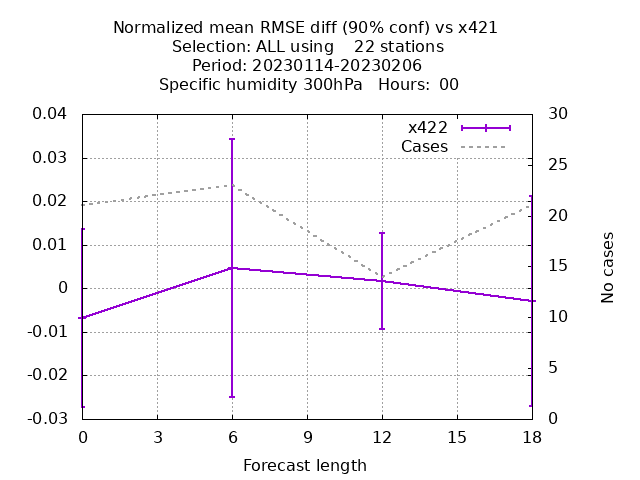 Normalized mean RMSE diff (90% conf) vs x421
Selection: ALL using    22 stations
Period: 20230114-20230206
Specific humidity 300hPa   Hours:  00
x422
Cases
0.04
0.03
0.02
0.01
0
-0.01
-0.02
-0.03
30
25
20
15
10
5
0
No cases
0 3 6 9 12 15 18
Forecast length